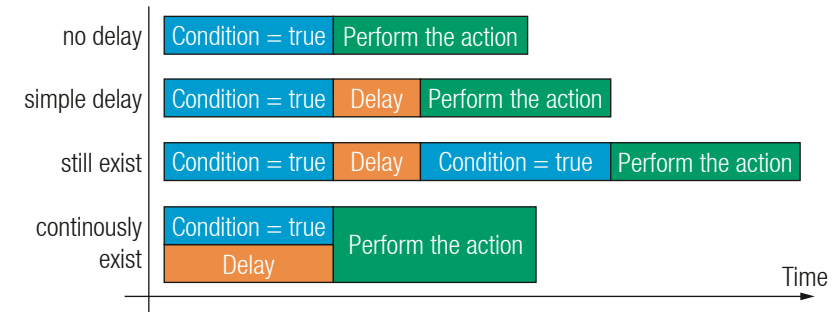 no delay Condition = true Perform the action
simple delay Condition = true Delay Perform the action
still exist Condition = true Delay Condition = true Perform the action
continously Condition = true
exist Delay Perform the action
Time